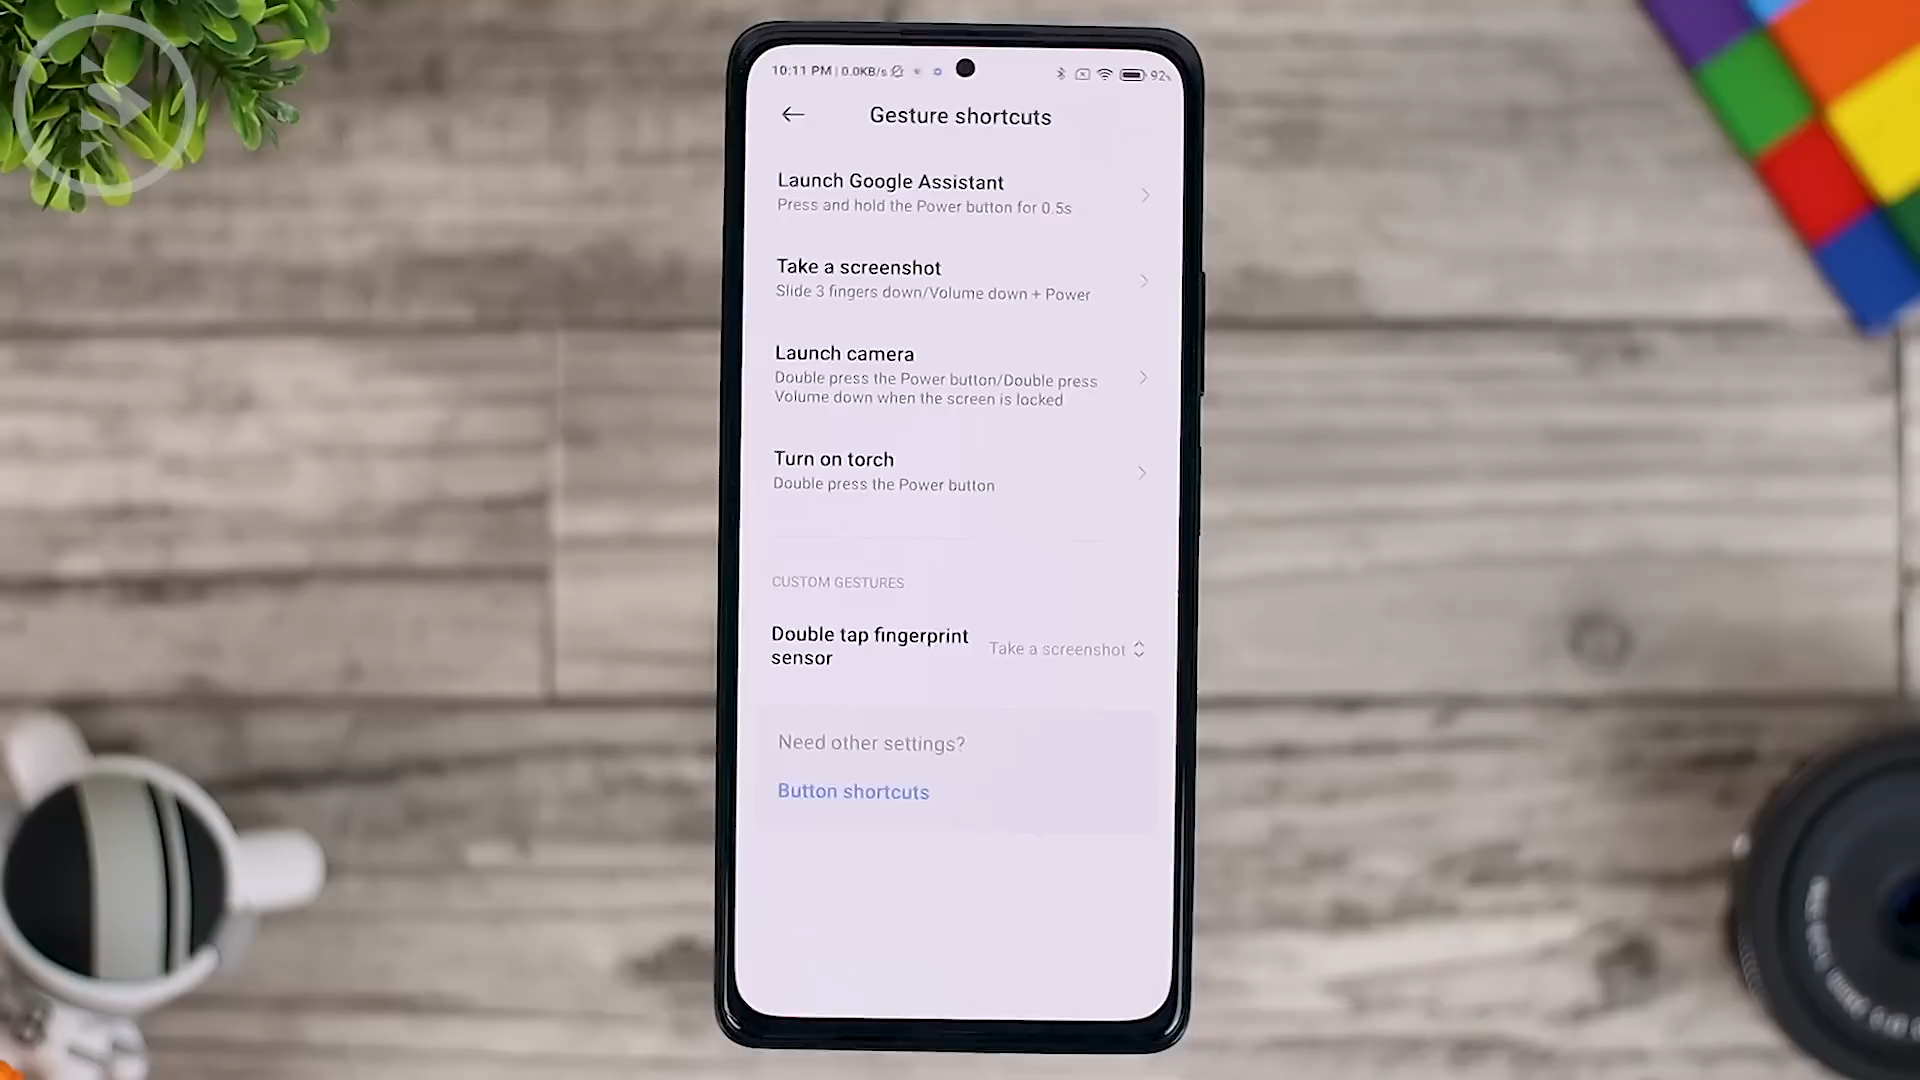 10:11 PM | 0.0KB/s
92%
Gesture shortcuts
Launch Google Assistant
Press and hold the Power button for 0.5s
Take a screenshot
Slide 3 fingers down/Volume down + Power
Launch camera
Double press the Power button/Double press
Volume down when the screen is locked
Turn on torch
Double press the Power button
CUSTOM GESTURES
Double tap fingerprint
sensor
Take a screenshot
Need other settings?
Button shortcuts